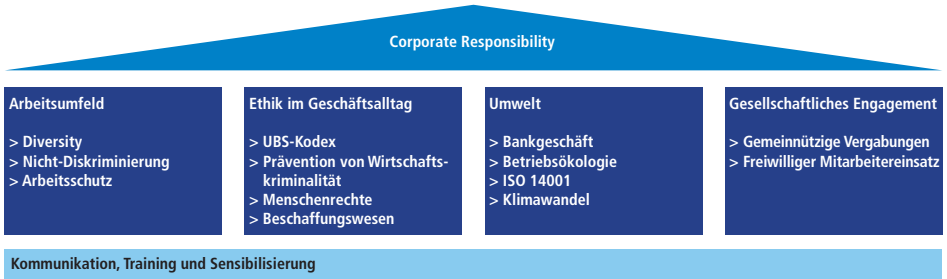 Corporate Responsibility
Arbeitsumfeld
> Diversity
> Nicht-Diskriminierung
> Arbeitsschutz
Ethik im Geschäftsalltag
> UBS-Kodex
> Prävention von Wirtschafts-
kriminalität
> Menschenrechte
> Beschaffungswesen
Umwelt
> Bankgeschäft
> Betriebsökologie
> ISO 14001
> Klimawandel
Gesellschaftliches Engagement
> Gemeinnützige Vergabungen
> Freiwilliger Mitarbeitereinsatz
Kommunikation, Training und Sensibilisierung